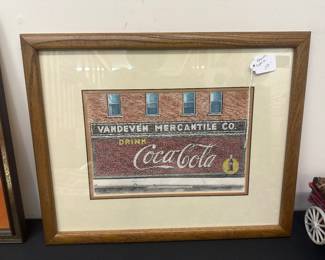 VANDEVEN MERCANTILE CO.
DRINK
Coca-Cola